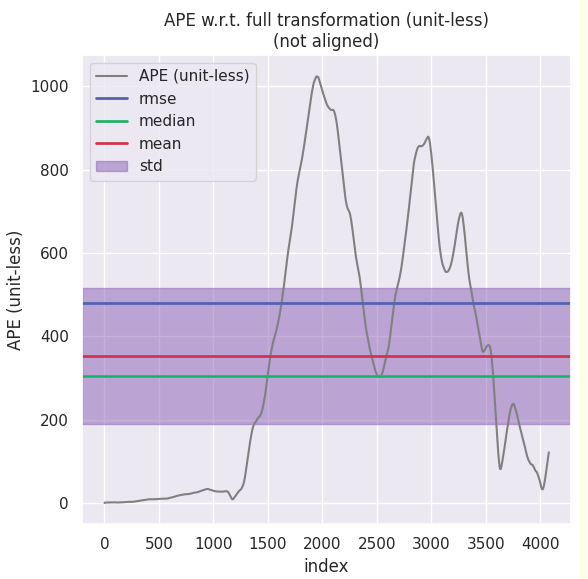 APE w.r.t. full transformation (unit-less)
(not aligned)
APE (unit-less)
rmse
median
mean
std
1000
800
600
400
200
0
APE (unit-less)
0 500 1000 1500 2000 2500 3000 3500 4000
index